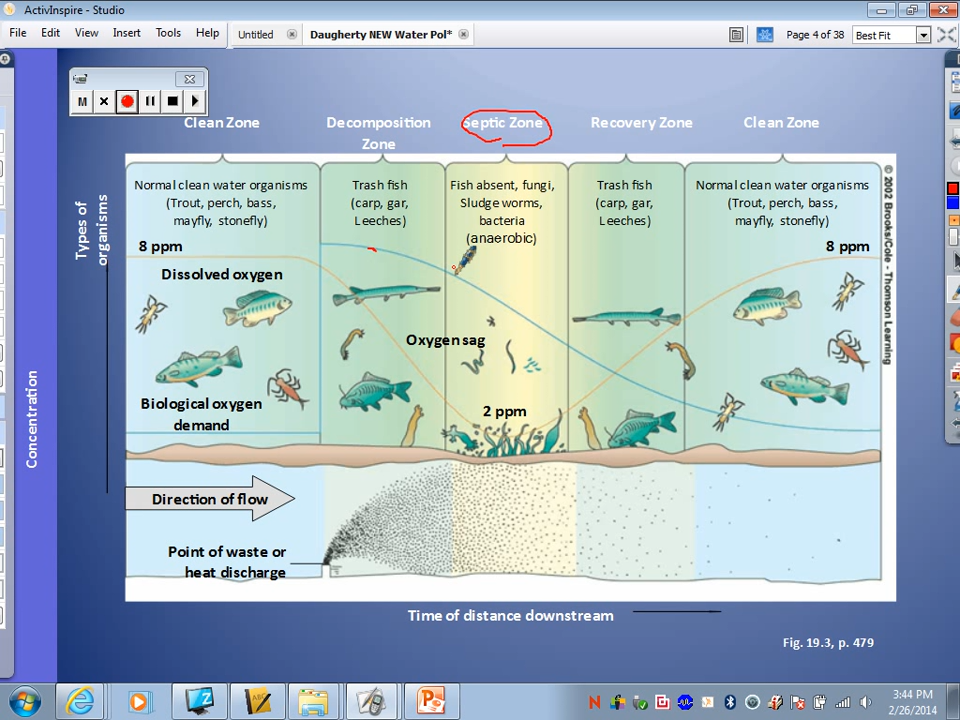 ActivInspire - Studio
File Edit View Insert Tools Help
Untitled
Daugherty NEW Water Pol*
Page 4 of 38
Best Fit
M
Clean Zone
Decomposition
Zone
Septic Zone
Recovery Zone
Clean Zone
Types of
organisms
Normal clean water organisms
(Trout, perch, bass,
mayfly, stonefly)
Trash fish
(carp, gar,
Leeches)
Fish absent, fungi,
Sludge worms,
bacteria
(anaerobic)
Trash fish
(carp, gar,
Leeches)
Normal clean water organisms
(Trout, perch, bass,
mayfly, stonefly)
8 ppm
8 ppm
Dissolved oxygen
Oxygen sag
Biological oxygen
demand
2 ppm
Concentration
Direction of flow
Point of waste or
heat discharge
Time of distance downstream
© 2002 Brooks/Cole - Thomson Learning
Fig. 19.3, p. 479
3:44 PM
2/26/2014